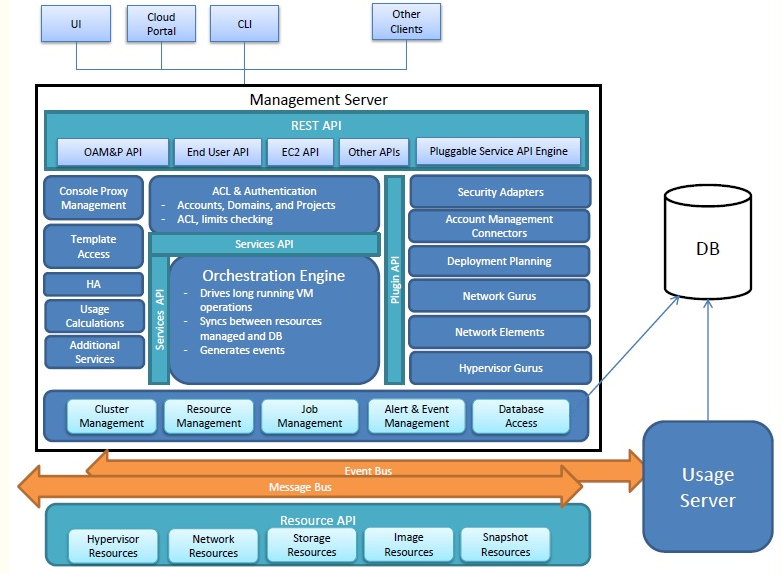 UI
Cloud
Portal
CLI
Other
Clients
Management Server
REST API
OAM&P API
End User API
EC2 API
Other APIs
Pluggable Service API Engine
Console Proxy
Management
Template
Access
HA
Usage
Calculations
Additional
Services
ACL & Authentication
- Accounts, Domains, and Projects
- ACL, limits checking
Services API
Services API
Orchestration Engine
- Drives long running VM
operations
- Syncs between resources
managed and DB
- Generates events
Plugin API
Security Adapters
Account Management
Connectors
Deployment Planning
Network Gurus
Network Elements
Hypervisor Gurus
Cluster
Management
Resource
Management
Job
Management
Alert & Event
Management
Database
Access
DB
Usage
Server
Event Bus
Message Bus
Resource API
Hypervisor
Resources
Network
Resources
Storage
Resources
Image
Resources
Snapshot
Resources